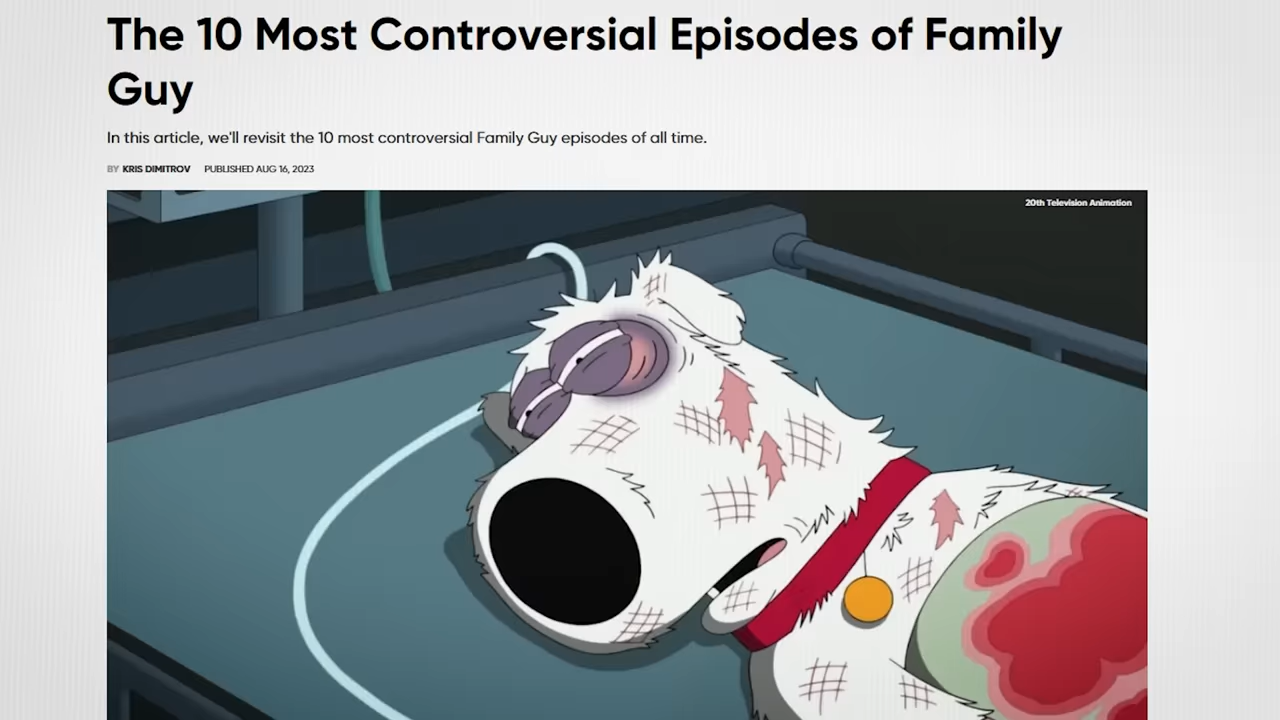 The 10 Most Controversial Episodes of Family
Guy
In this article, we'll revisit the 10 most controversial Family Guy episodes of all time.
BY KRIS DIMITROV PUBLISHED AUG 16, 2023
20th Television Animation